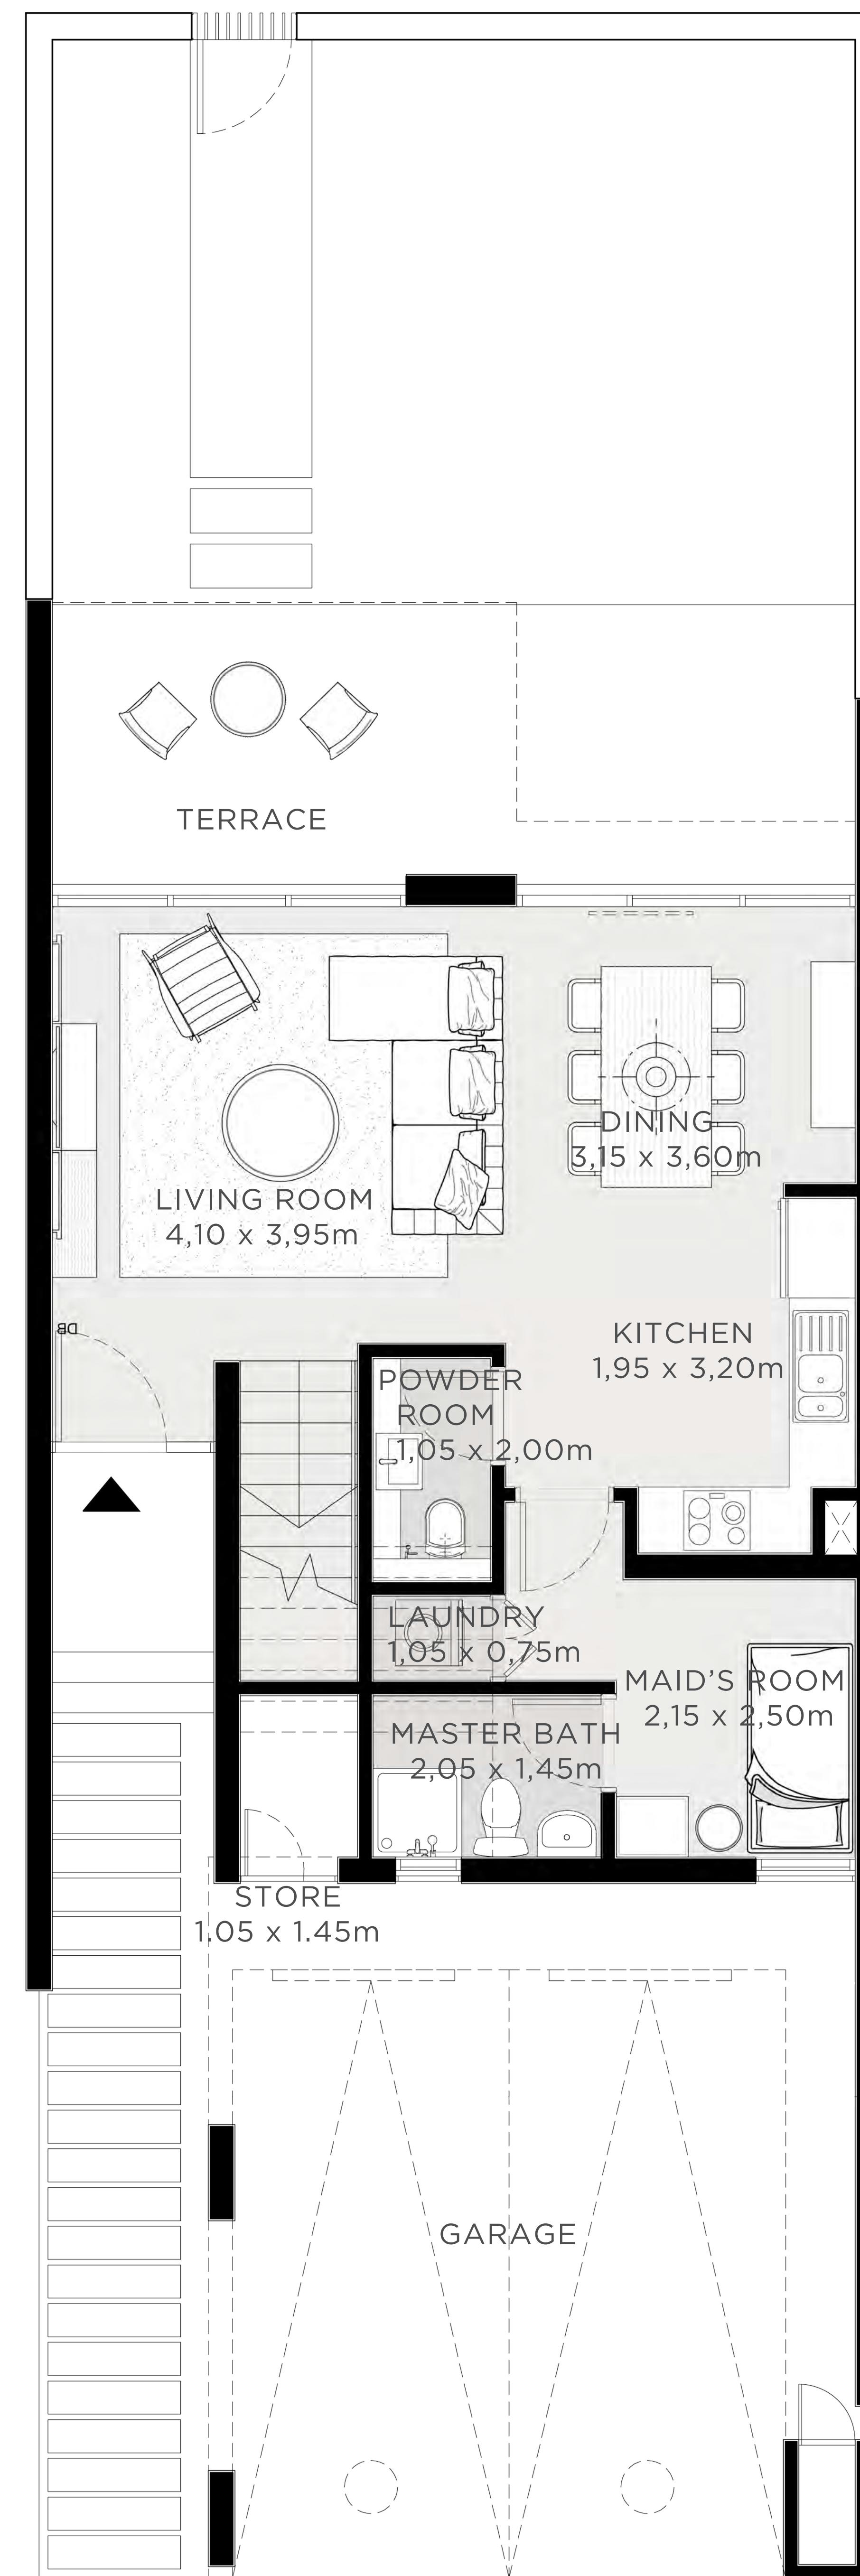 TERRACE
DINING
3,15 x 3,60m
LIVING ROOM
4,10 x 3,95m
DB
KITCHEN
1,95 x 3,20m
POWDER
ROOM
1,05 x 2,00m
LAUNDRY
1,05 x 0,75m
MAID'S ROOM
2,15 x 2,50m
MASTER BATH
2,05 x 1,45m
STORE
1.05 x 1.45m
GARAGE